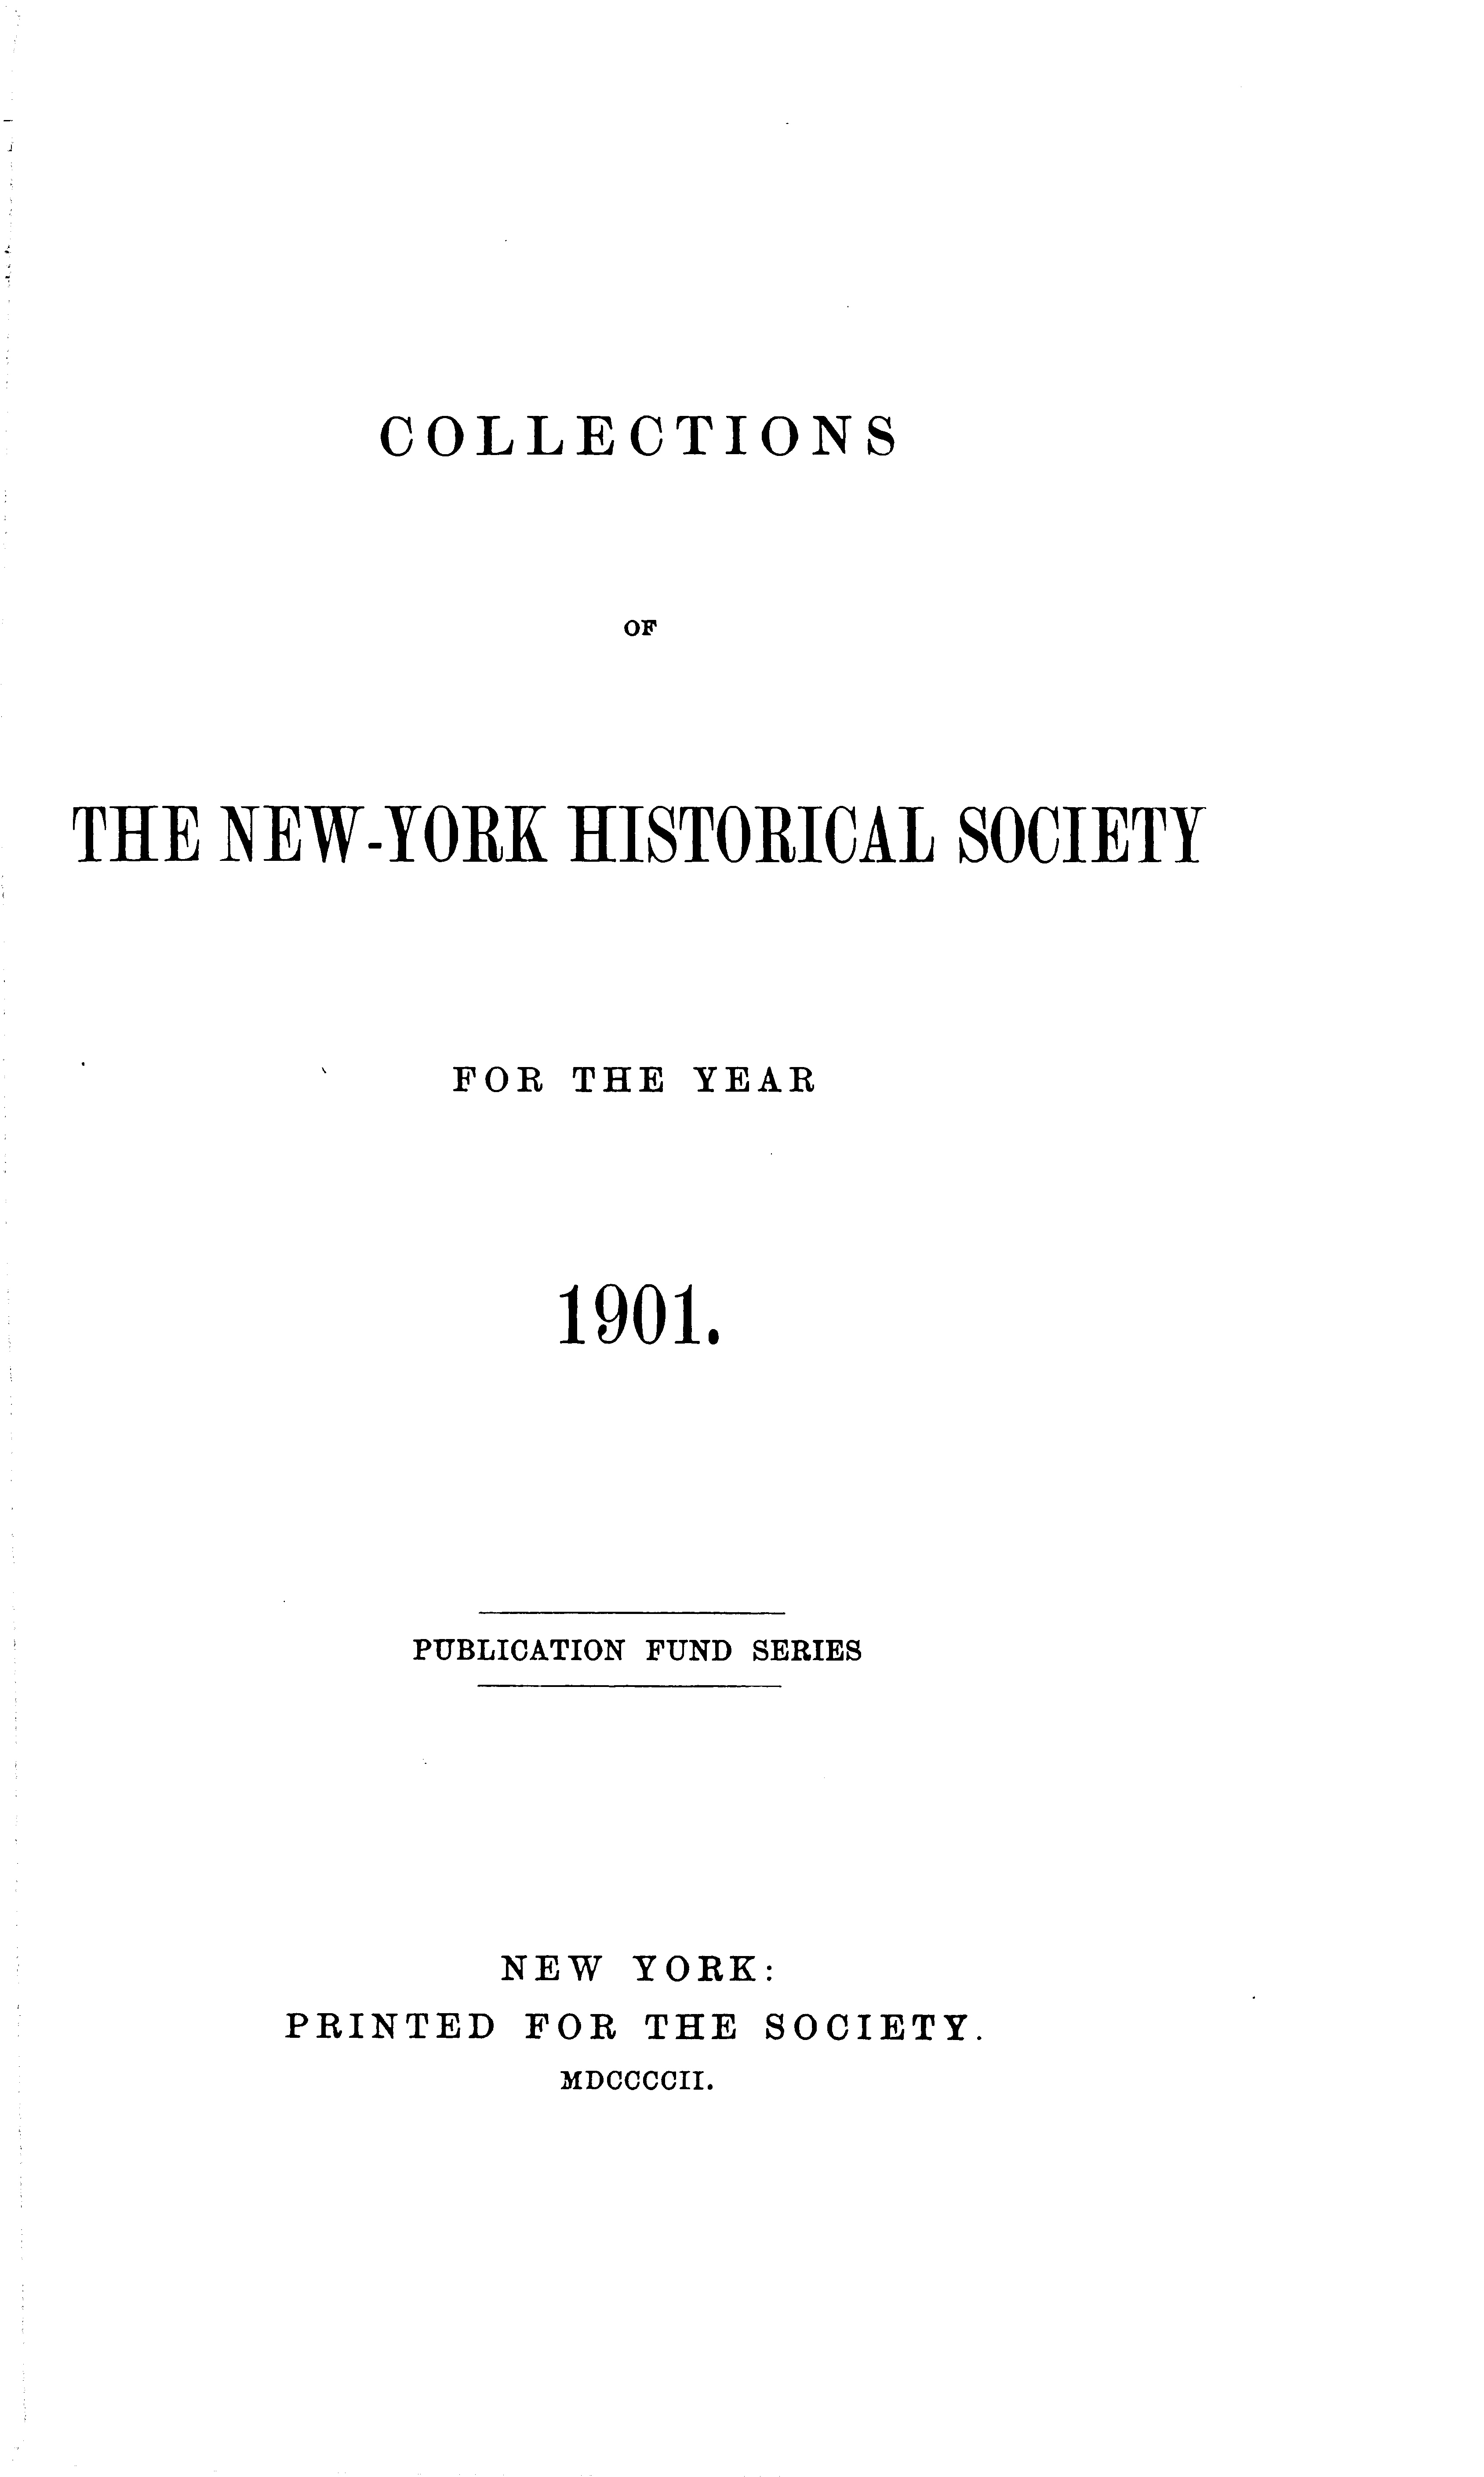 COLLECTIONS
OF
THE NEW-YORK HISTORICAL SOCIETY
FOR THE YEAR
1901.
PUBLICATION FUND SERIES
NEW YORK:
PRINTED FOR THE SOCIETY.
MDCCCCII.